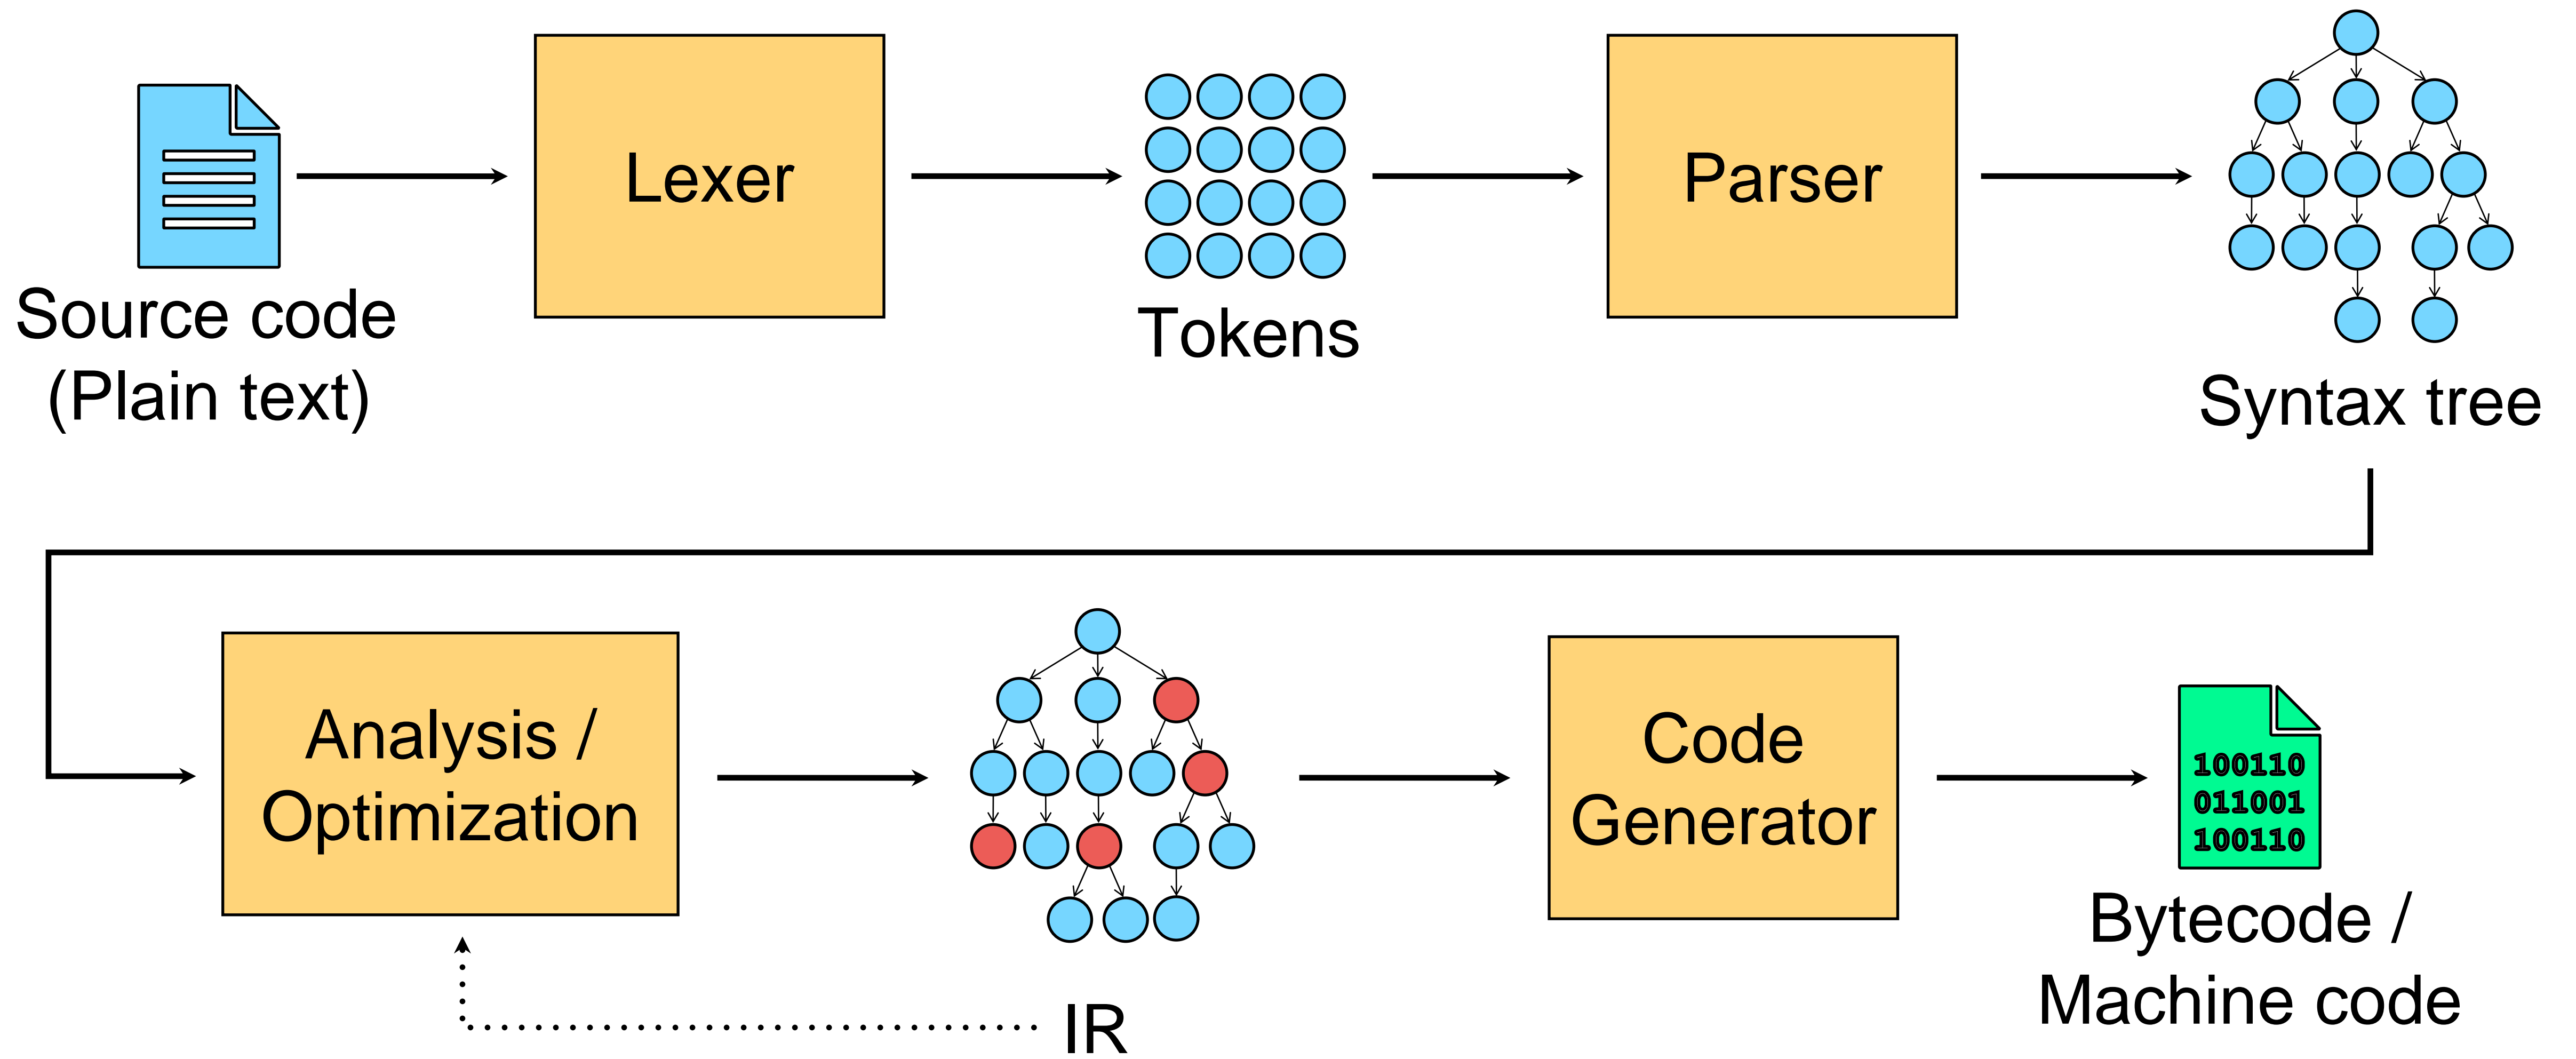 Lexer
Parser
Source code
(Plain text)
Tokens
Syntax tree
Analysis /
Optimization
IR
Code
Generator
100110
011001
100110
Bytecode /
Machine code